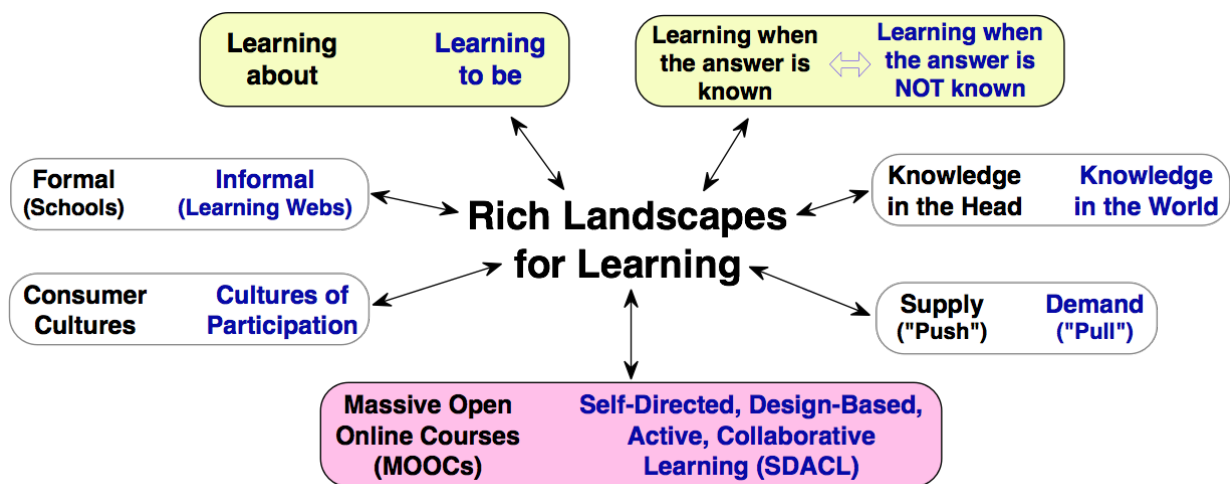 Learning about
Learning to be
Learning when
the answer is
known
Learning when
the answer is
NOT known
Formal
(Schools)
Informal
(Learning Webs)
Rich Landscapes
for Learning
Knowledge
in the Head
Knowledge
in the World
Consumer
Cultures
Cultures of
Participation
Supply
("Push")
Demand
("Pull")
Massive Open
Online Courses
(MOOCs)
Self-Directed, Design-Based,
Active, Collaborative
Learning (SDACL)